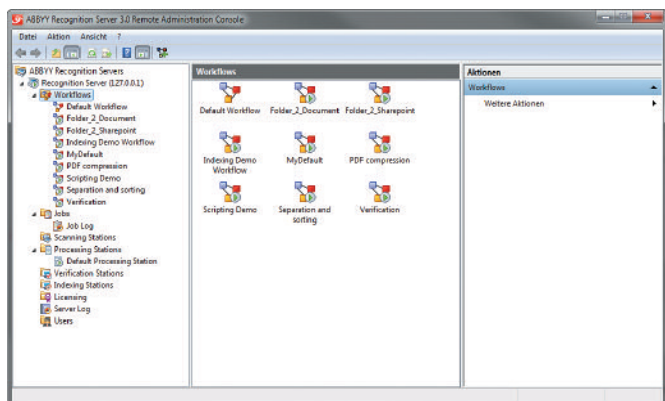 ABBYY Recognition Server 3.0 Remote Administration Console
Datei Aktion Ansicht ?
ABBYY Recognition Servers
Recognition Server (127.0.0.1)
Workflows
Default Workflow
Folder_2_Document
Folder_2_Sharepoint
Indexing Demo Workflow
MyDefault
PDF compression
Scripting Demo
Separation and sorting
Verification
Jobs
Job Log
Scanning Stations
Processing Stations
Default Processing Station
Verification Stations
Indexing Stations
Licensing
Server Log
Users
Workflows
Default Workflow Folder_2_Document Folder_2_Sharepoint
Indexing Demo Workflow MyDefault PDF compression
Scripting Demo Separation and sorting Verification
Aktionen
Workflows
Weitere Aktionen